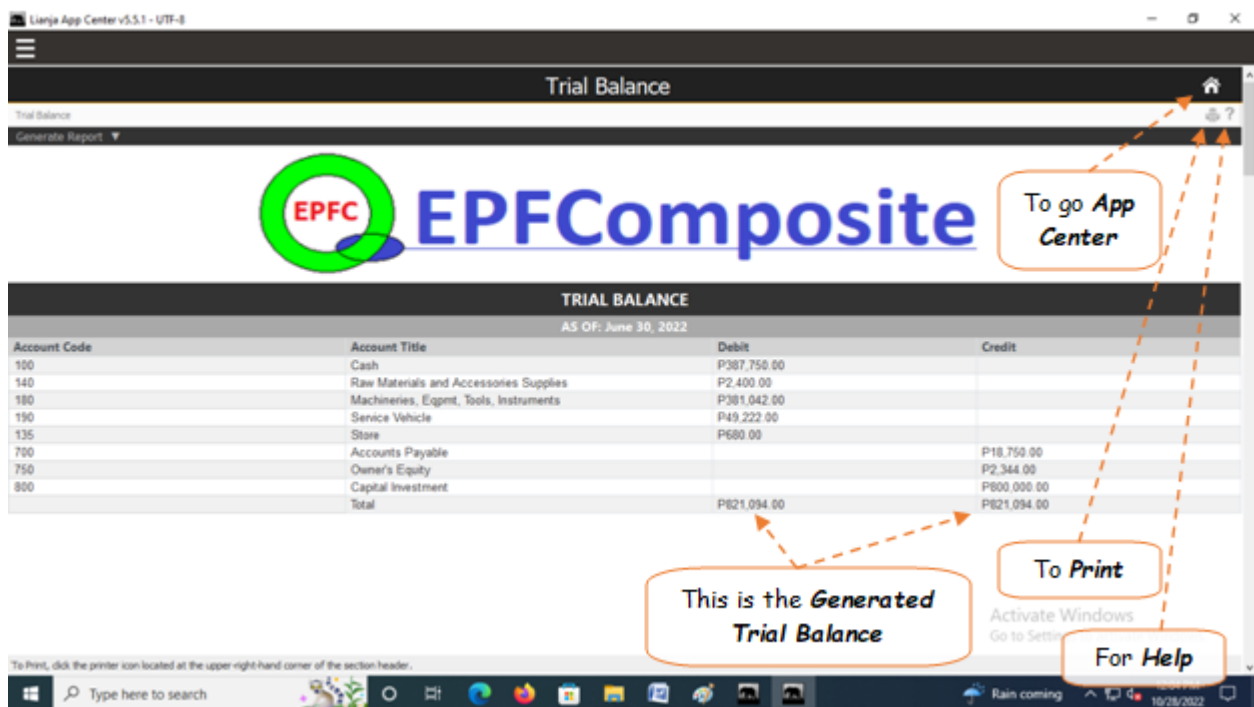 Lianja App Center v5.5.1 - UTF-8
Trial Balance
Trial Balance
?
Generate Report ▼
EPFC
EPFComposite
To go App
Center
TRIAL BALANCE
AS OF: June 30, 2022
Account Code Account Title Debit Credit
100 Cash P387,750.00
140 Raw Materials and Accessories Supplies P2,400.00
180 Machineries, Eqpmt, Tools, Instruments P381,042.00
190 Service Vehicle P49,222.00
135 Store P680.00
700 Accounts Payable P18,750.00
750 Owner's Equity P2,344.00
800 Capital Investment P800,000.00
Total P821,094.00 P821,094.00
To Print
This is the Generated
Trial Balance
Activate Windows
Go to
For Help
To Print, click the printer icon located at the upper-right-hand corner of the section header.
Type here to search
Rain coming
10/28/2022